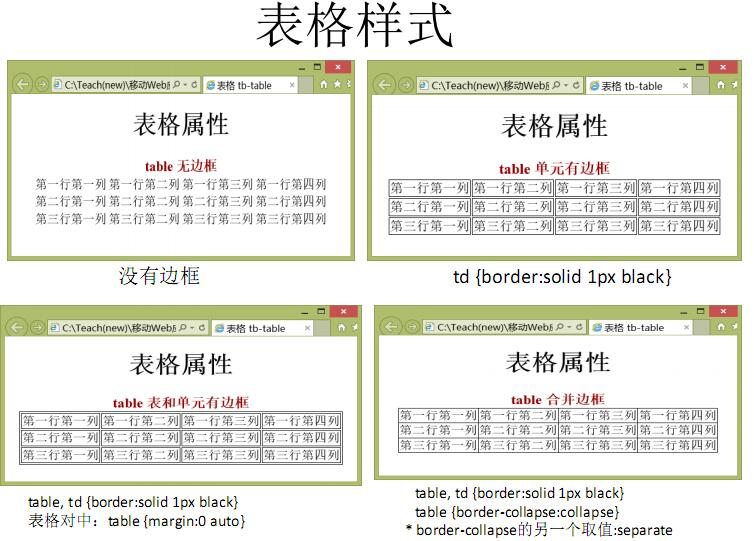 表格样式
C:\Teach(new)\移动Web
表格 tb-table
表格属性
table 无边框
第一行第一列 第一行第二列 第一行第三列 第一行第四列
第二行第一列 第二行第二列 第二行第三列 第二行第四列
第三行第一列 第三行第二列 第三行第三列 第三行第四列
没有边框
C:\Teach(new)\移动Web
表格 tb-table
表格属性
table 单元有边框
第一行第一列 第一行第二列 第一行第三列 第一行第四列
第二行第一列 第二行第二列 第二行第三列 第二行第四列
第三行第一列 第三行第二列 第三行第三列 第三行第四列
td {border:solid 1px black}
C:\Teach(new)\移动Web
表格 tb-table
表格属性
table 表和单元有边框
第一行第一列 第一行第二列 第一行第三列 第一行第四列
第二行第一列 第二行第二列 第二行第三列 第二行第四列
第三行第一列 第三行第二列 第三行第三列 第三行第四列
table, td {border:solid 1px black}
表格对中：table {margin:0 auto}
C:\Teach(new)\移动Web
表格 tb-table
表格属性
table 合并边框
第一行第一列 第一行第二列 第一行第三列 第一行第四列
第二行第一列 第二行第二列 第二行第三列 第二行第四列
第三行第一列 第三行第二列 第三行第三列 第三行第四列
table, td {border:solid 1px black}
table {border-collapse:collapse}
* border-collapse的另一个取值:separate